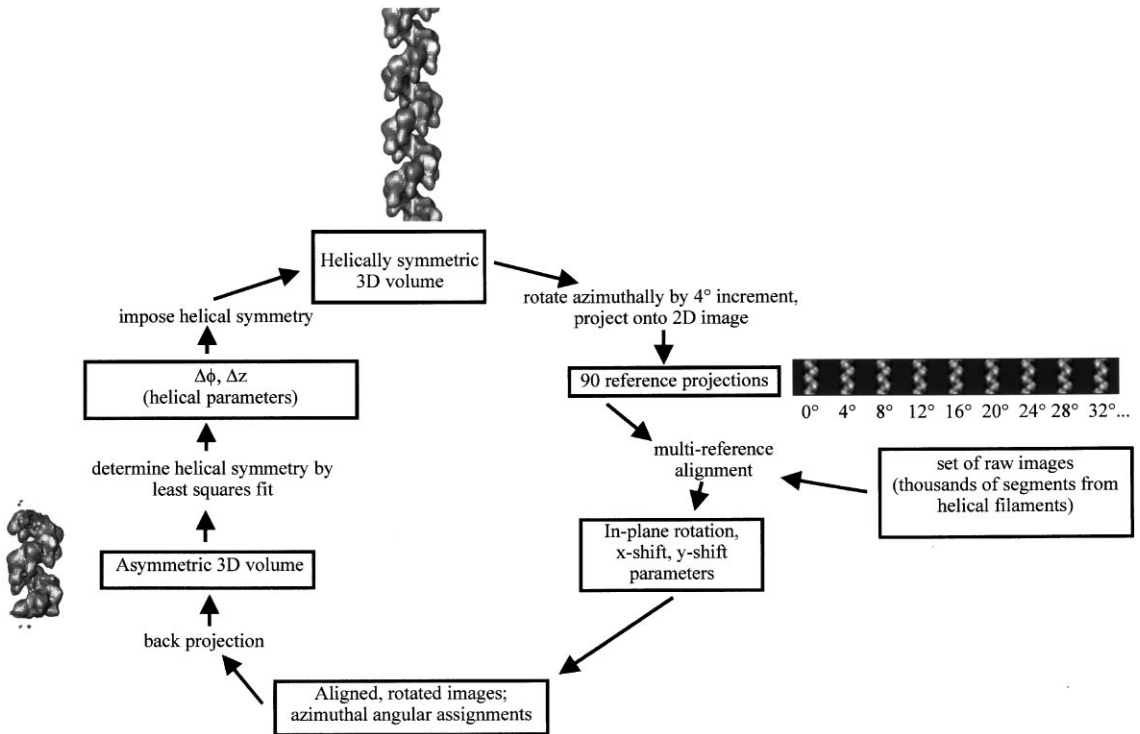 Helically symmetric
3D volume
rotate azimuthally by 4° increment,
project onto 2D image
90 reference projections
0° 4° 8° 12° 16° 20° 24° 28° 32°...
multi-reference
alignment
set of raw images
(thousands of segments from
helical filaments)
In-plane rotation,
x-shift, y-shift
parameters
Aligned, rotated images;
azimuthal angular assignments
back projection
Asymmetric 3D volume
determine helical symmetry by
least squares fit
Δϕ, Δz
(helical parameters)
impose helical symmetry